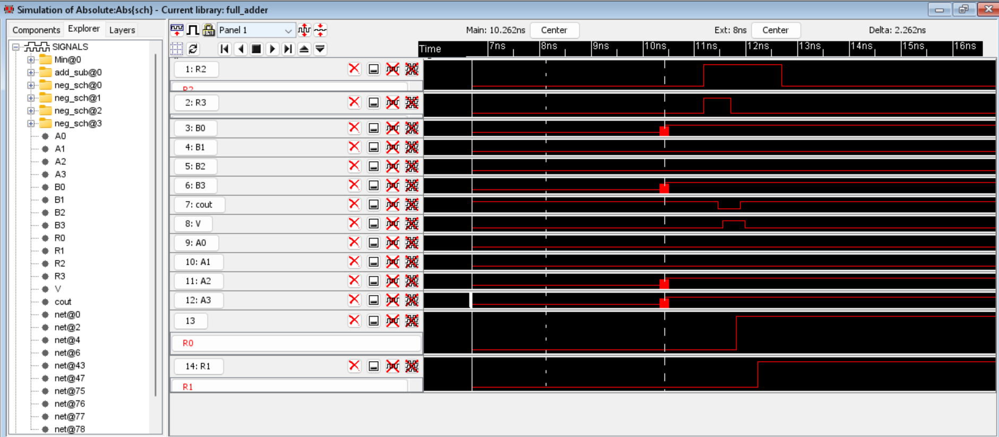 Simulation of Absolute:Abs{sch} - Current library: full_adder
Components Explorer Layers
SIGNALS
Min@0
add_sub@0
neg_sch@0
neg_sch@1
neg_sch@2
neg_sch@3
A0
A1
A2
A3
B0
B1
B2
B3
R0
R1
R2
R3
V
cout
net@0
net@2
net@4
net@6
net@43
net@47
net@75
net@76
net@77
net@78
Panel 1 Main: 10.262ns Center Ext: 8ns Center Delta: 2.262ns
Time 7ns 8ns 9ns 10ns 11ns 12ns 13ns 14ns 15ns 16ns
1: R2
R2
2: R3
3: B0
4: B1
5: B2
6: B3
7: cout
8: V
9: A0
10: A1
11: A2
12: A3
13
R0
14: R1
R1